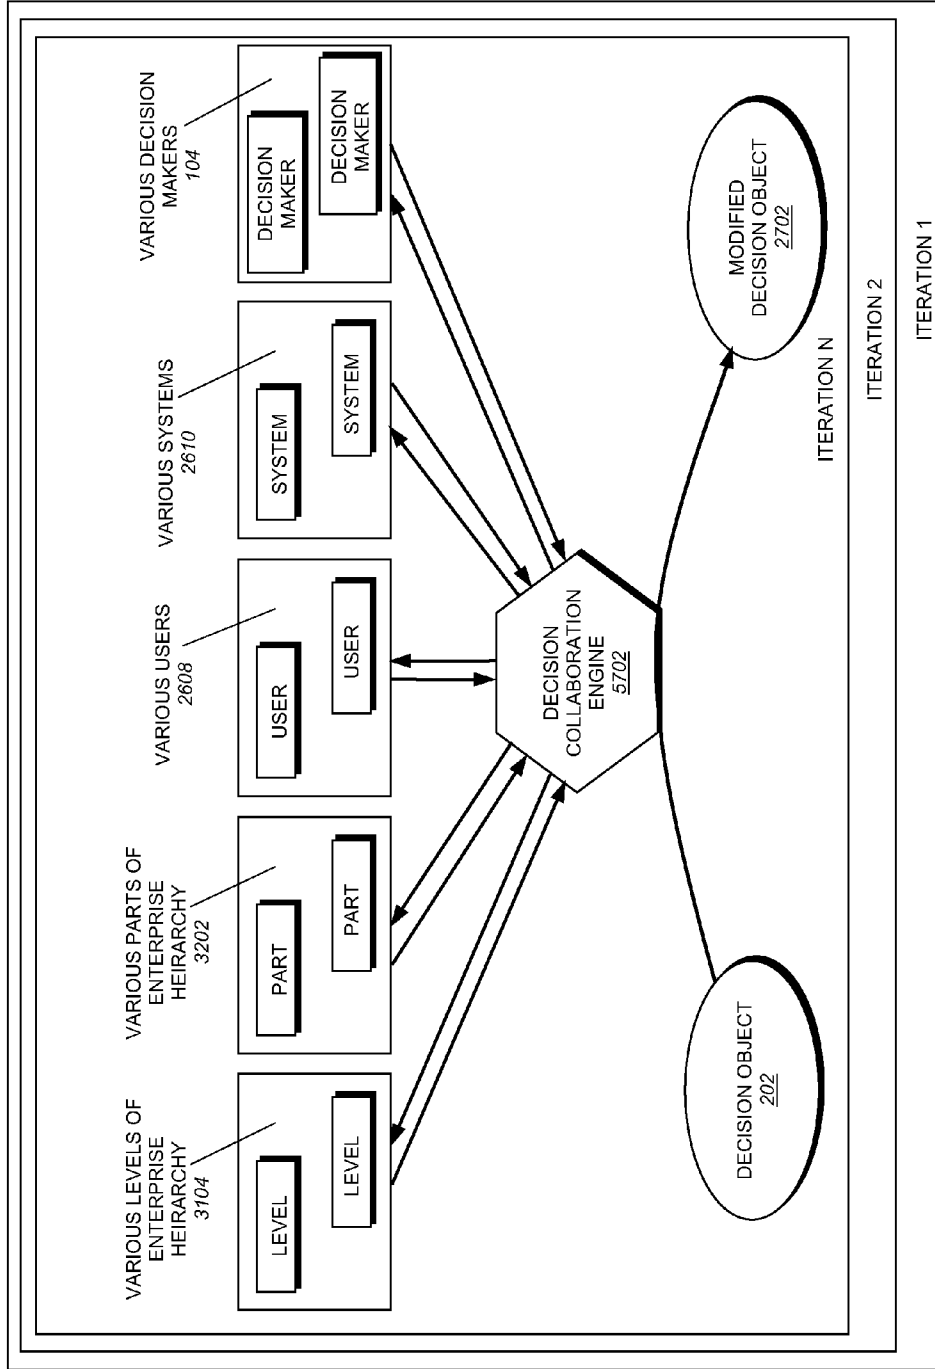 VARIOUS LEVELS OF
ENTERPRISE
HEIRARCHY
3104
LEVEL
LEVEL
VARIOUS PARTS OF
ENTERPRISE
HEIRARCHY
3202
PART
PART
VARIOUS USERS
2608
USER
USER
VARIOUS SYSTEMS
2610
SYSTEM
SYSTEM
VARIOUS DECISION
MAKERS
104
DECISION
MAKER
DECISION
MAKER
DECISION
COLLABORATION
ENGINE
5702
DECISION OBJECT
202
MODIFIED
DECISION OBJECT
2702
ITERATION N
ITERATION 2
ITERATION 1